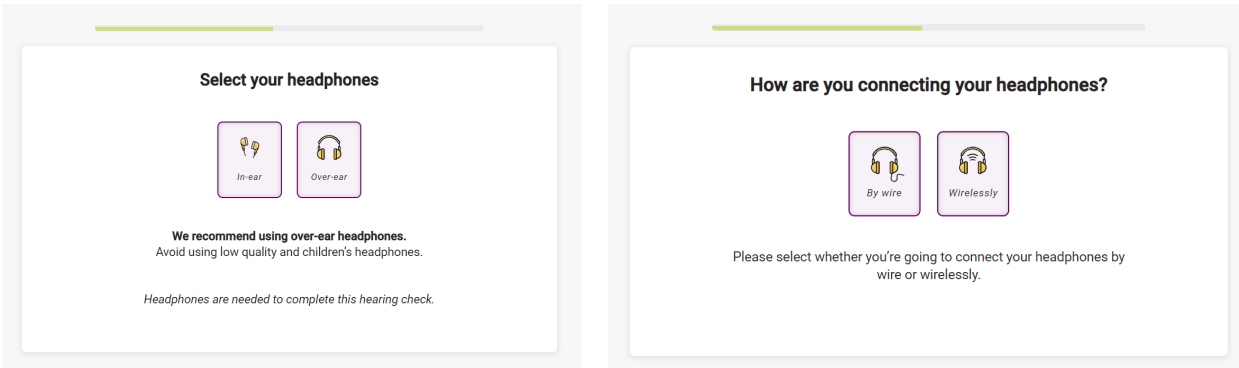 Select your headphones
In-ear
Over-ear
We recommend using over-ear headphones.
Avoid using low quality and children's headphones.
Headphones are needed to complete this hearing check.
How are you connecting your headphones?
By wire
Wirelessly
Please select whether you're going to connect your headphones by
wire or wirelessly.